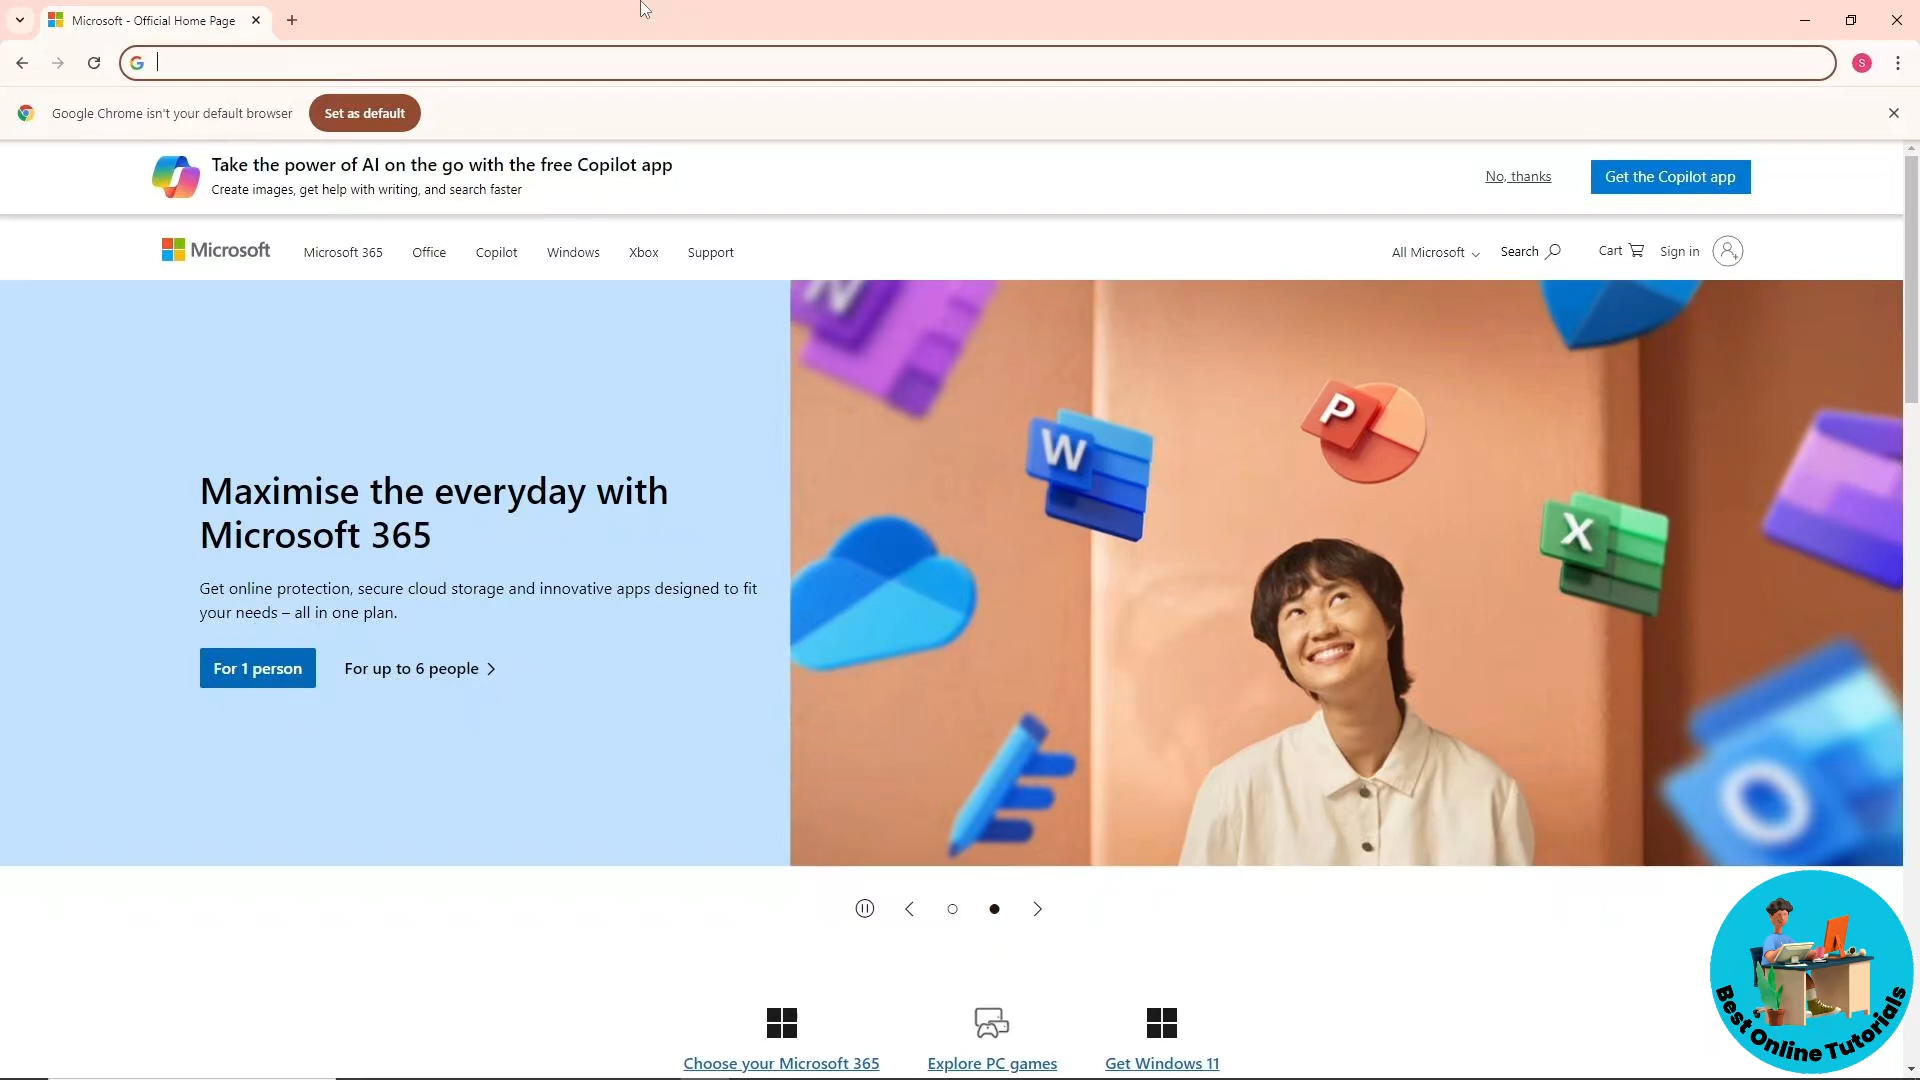 Microsoft - Official Home Page
S
Google Chrome isn't your default browser
Set as default
Take the power of AI on the go with the free Copilot app
Create images, get help with writing, and search faster
No, thanks
Get the Copilot app
Microsoft
Microsoft 365
Office
Copilot
Windows
Xbox
Support
All Microsoft
Search
Cart
Sign in
N
P
W
X
O
Maximise the everyday with
Microsoft 365
Get online protection, secure cloud storage and innovative apps designed to fit
your needs – all in one plan.
For 1 person
For up to 6 people
Choose your Microsoft 365
Explore PC games
Get Windows 11
Best Online Tutorials